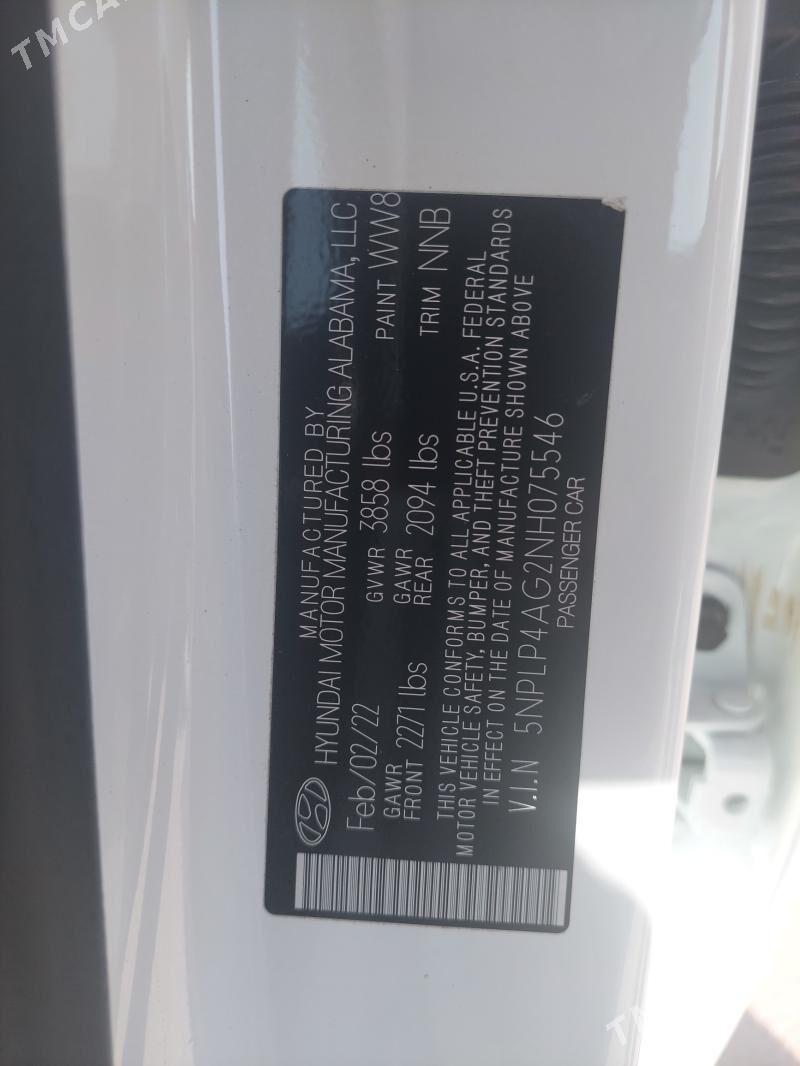 MANUFACTURED BY
HYUNDAI MOTOR MANUFACTURING ALABAMA, LLC
Feb/02/22 GVWR 3858 lbs PAINT WW8
GAWR FRONT 2271 lbs GAWR REAR 2094 lbs TRIM NNB
THIS VEHICLE CONFORMS TO ALL APPLICABLE U.S.A. FEDERAL
MOTOR VEHICLE SAFETY, BUMPER, AND THEFT PREVENTION STANDARDS
IN EFFECT ON THE DATE OF MANUFACTURE SHOWN ABOVE
V.I.N 5NPLP4AG2NH075546
PASSENGER CAR